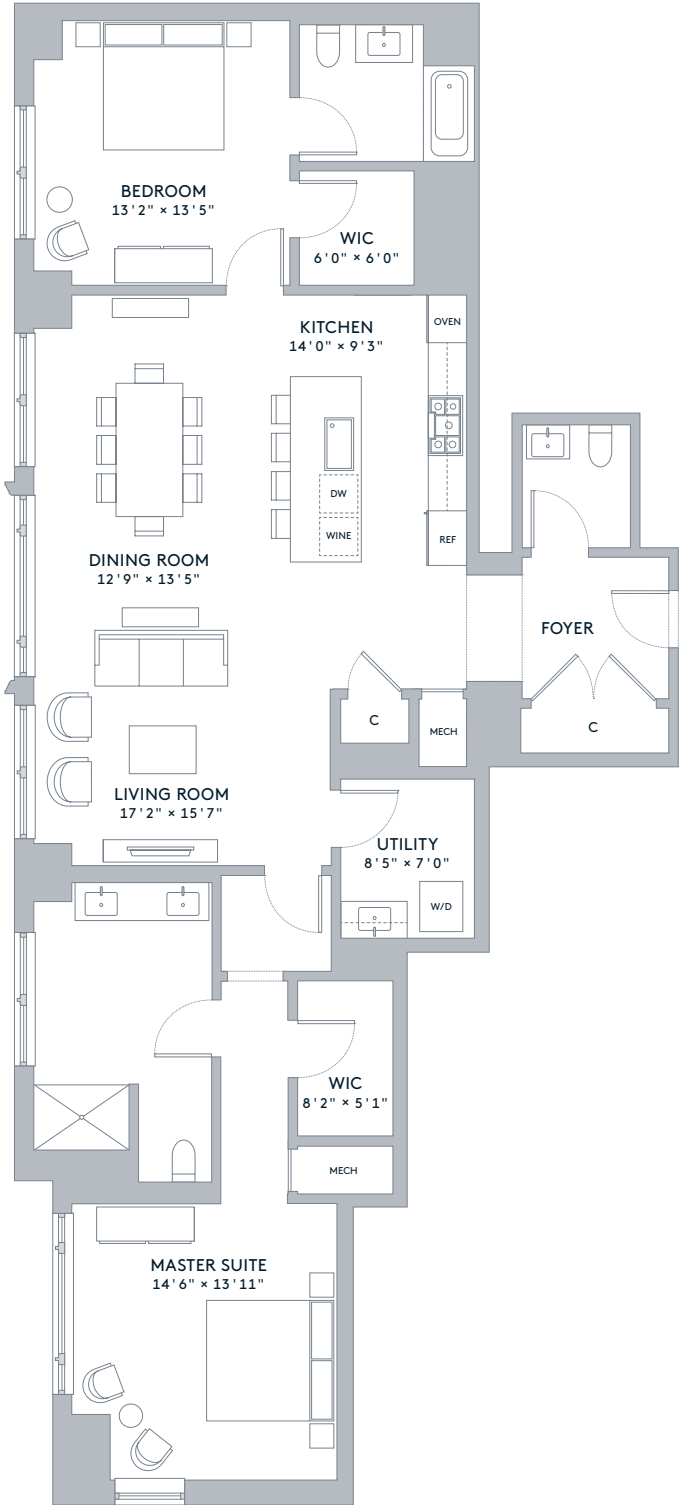 BEDROOM
13'2" × 13'5"
WIC
6'0" × 6'0"
KITCHEN
14'0" × 9'3"
OVEN
DW
WINE
REF
DINING ROOM
12'9" × 13'5"
FOYER
C
MECH
C
LIVING ROOM
17'2" × 15'7"
UTILITY
8'5" × 7'0"
W/D
WIC
8'2" × 5'1"
MECH
MASTER SUITE
14'6" × 13'11"